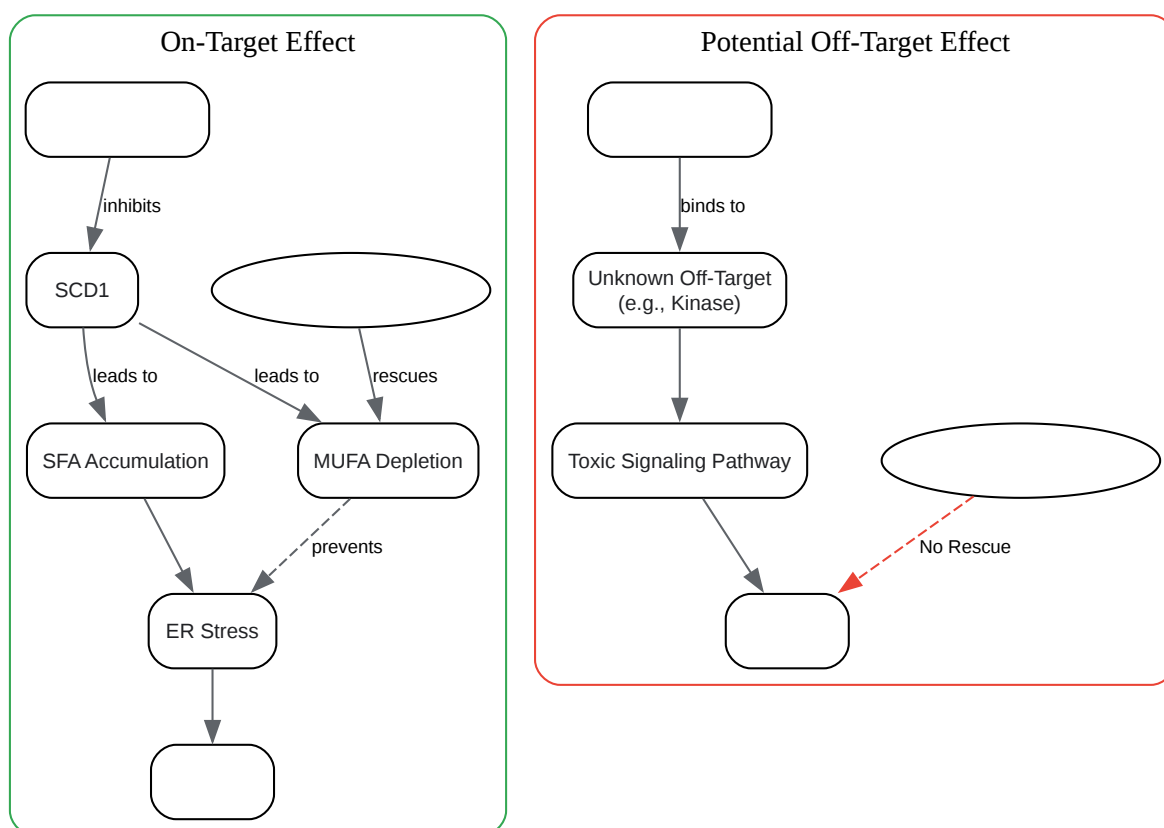 On-Target Effect
inhibits
SCD1
leads to
leads to
rescues
SFA Accumulation
MUFA Depletion
prevents
ER Stress
Potential Off-Target Effect
binds to
Unknown Off-Target
(e.g., Kinase)
Toxic Signaling Pathway
No Rescue